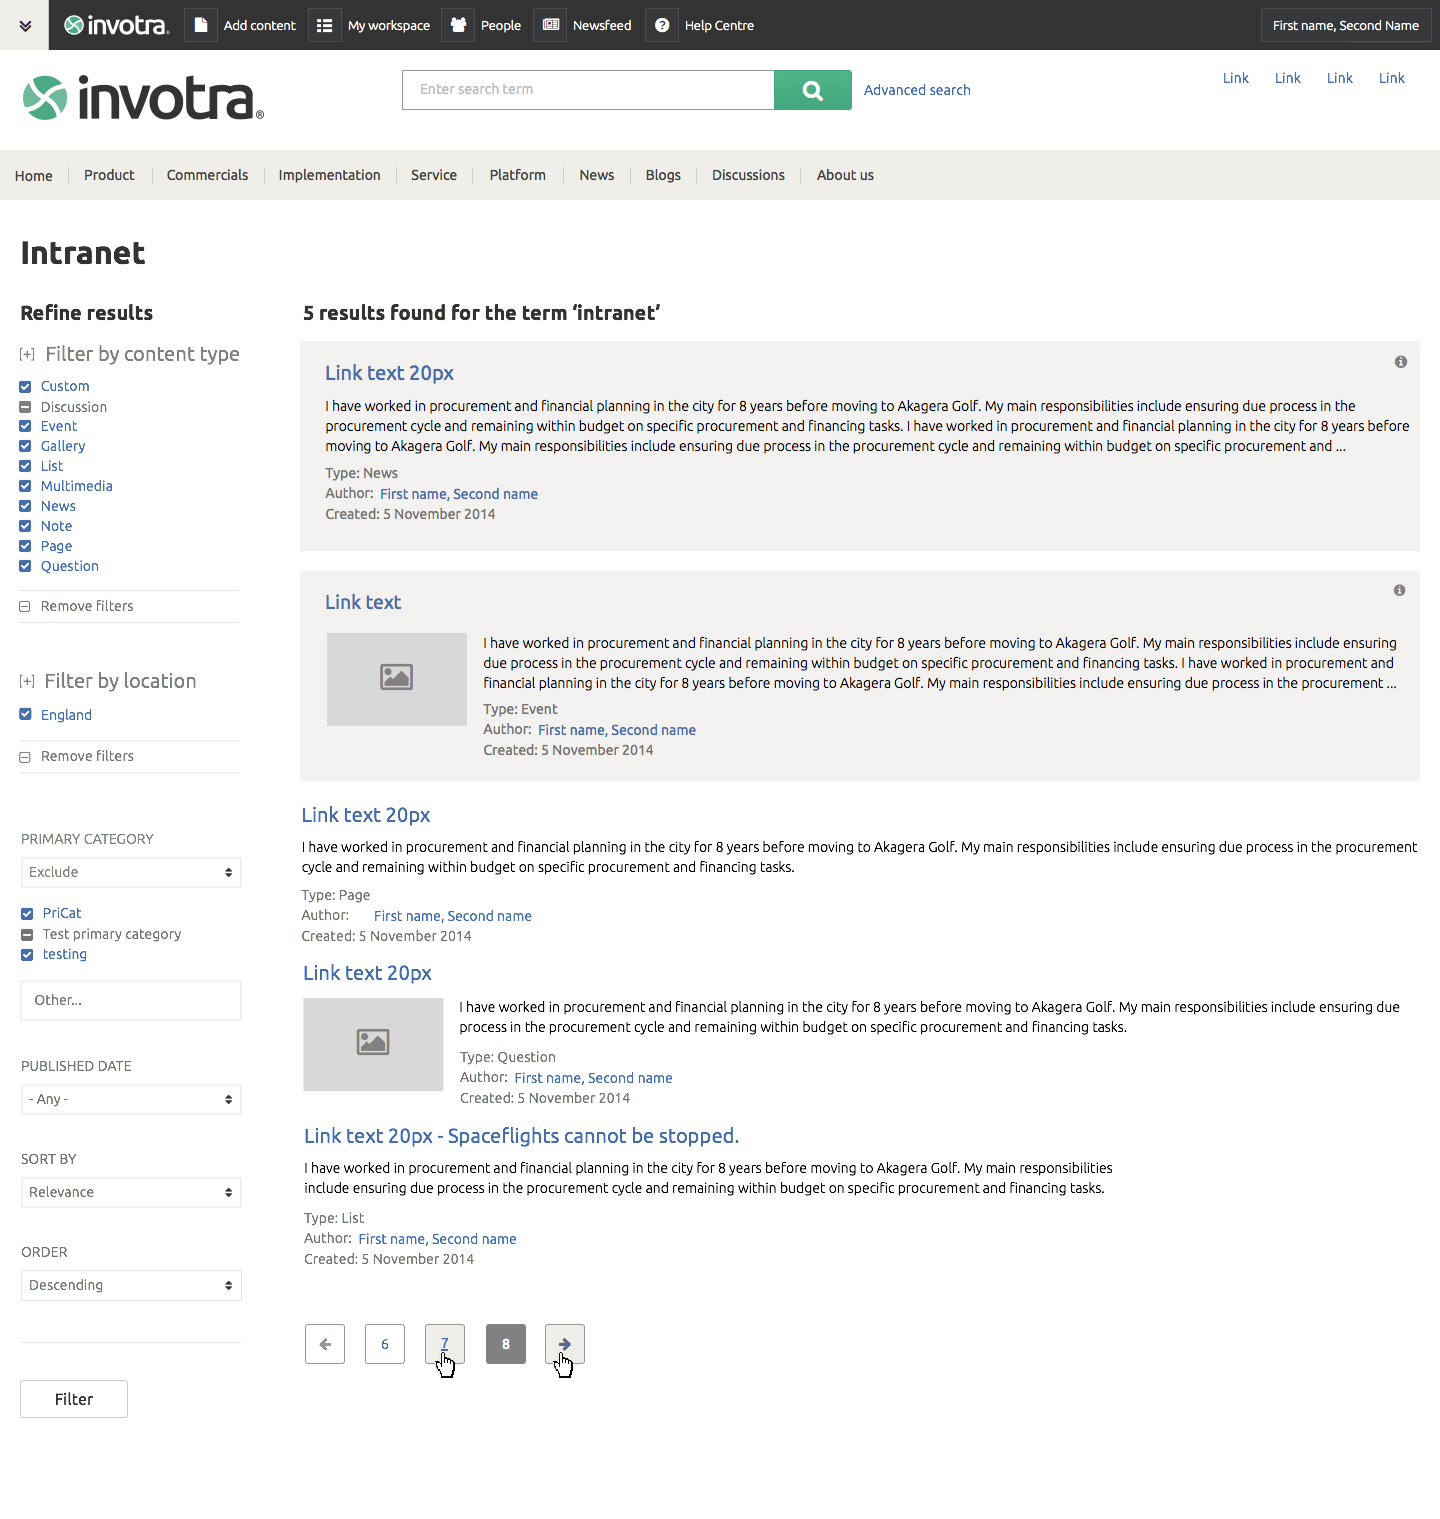 invotra.
Add content
My workspace
People
Newsfeed
Help Centre
First name, Second Name
invotra®
Enter search term
Advanced search
Link
Link
Link
Link
Home
Product
Commercials
Implementation
Service
Platform
News
Blogs
Discussions
About us
Intranet
Refine results
[+] Filter by content type
Custom
Discussion
Event
Gallery
List
Multimedia
News
Note
Page
Question
Remove filters
[+] Filter by location
England
Remove filters
PRIMARY CATEGORY
Exclude
PriCat
Test primary category
testing
Other...
PUBLISHED DATE
- Any -
SORT BY
Relevance
ORDER
Descending
Filter
5 results found for the term ‘intranet’
Link text 20px
I have worked in procurement and financial planning in the city for 8 years before moving to Akagera Golf. My main responsibilities include ensuring due process in the
procurement cycle and remaining within budget on specific procurement and financing tasks. I have worked in procurement and financial planning in the city for 8 years before
moving to Akagera Golf. My main responsibilities include ensuring due process in the procurement cycle and remaining within budget on specific procurement and ...
Type: News
Author: First name, Second name
Created: 5 November 2014
Link text
I have worked in procurement and financial planning in the city for 8 years before moving to Akagera Golf. My main responsibilities include ensuring
due process in the procurement cycle and remaining within budget on specific procurement and financing tasks. I have worked in procurement and
financial planning in the city for 8 years before moving to Akagera Golf. My main responsibilities include ensuring due process in the procurement ...
Type: Event
Author: First name, Second name
Created: 5 November 2014
Link text 20px
I have worked in procurement and financial planning in the city for 8 years before moving to Akagera Golf. My main responsibilities include ensuring due process in the procurement
cycle and remaining within budget on specific procurement and financing tasks.
Type: Page
Author: First name, Second name
Created: 5 November 2014
Link text 20px
I have worked in procurement and financial planning in the city for 8 years before moving to Akagera Golf. My main responsibilities include ensuring due
process in the procurement cycle and remaining within budget on specific procurement and financing tasks.
Type: Question
Author: First name, Second name
Created: 5 November 2014
Link text 20px - Spaceflights cannot be stopped.
I have worked in procurement and financial planning in the city for 8 years before moving to Akagera Golf. My main responsibilities
include ensuring due process in the procurement cycle and remaining within budget on specific procurement and financing tasks.
Type: List
Author: First name, Second name
Created: 5 November 2014
6
7
8